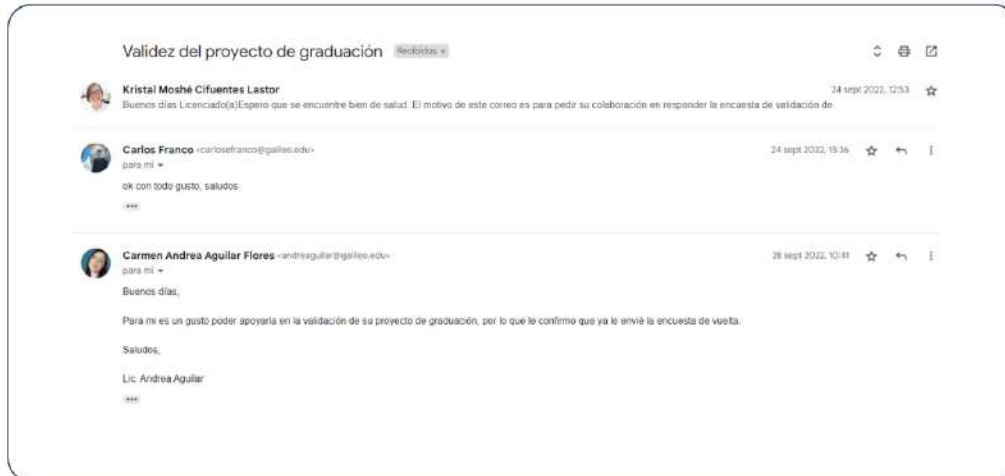 Validez del proyecto de graduación Recibidos x
Kristal Moshé Cifuentes Lastor 24 sept 2022, 12:53
Buenos días Licenciado(a)Espero que se encuentre bien de salud. El motivo de este correo es para pedir su colaboración en responder la encuesta de validación de
Carlos Franco <carlosefranco@galileo.edu> 24 sept 2022, 15:36
para mi
ok con todo gusto, saludos
Carmen Andrea Aguilar Flores <andreaguilar@galileo.edu> 28 sept 2022, 10:41
para mi
Buenos días,
Para mi es un gusto poder apoyarla en la validación de su proyecto de graduación, por lo que le confirmo que ya le envié la encuesta de vuelta.
Saludos,
Lic. Andrea Aguilar